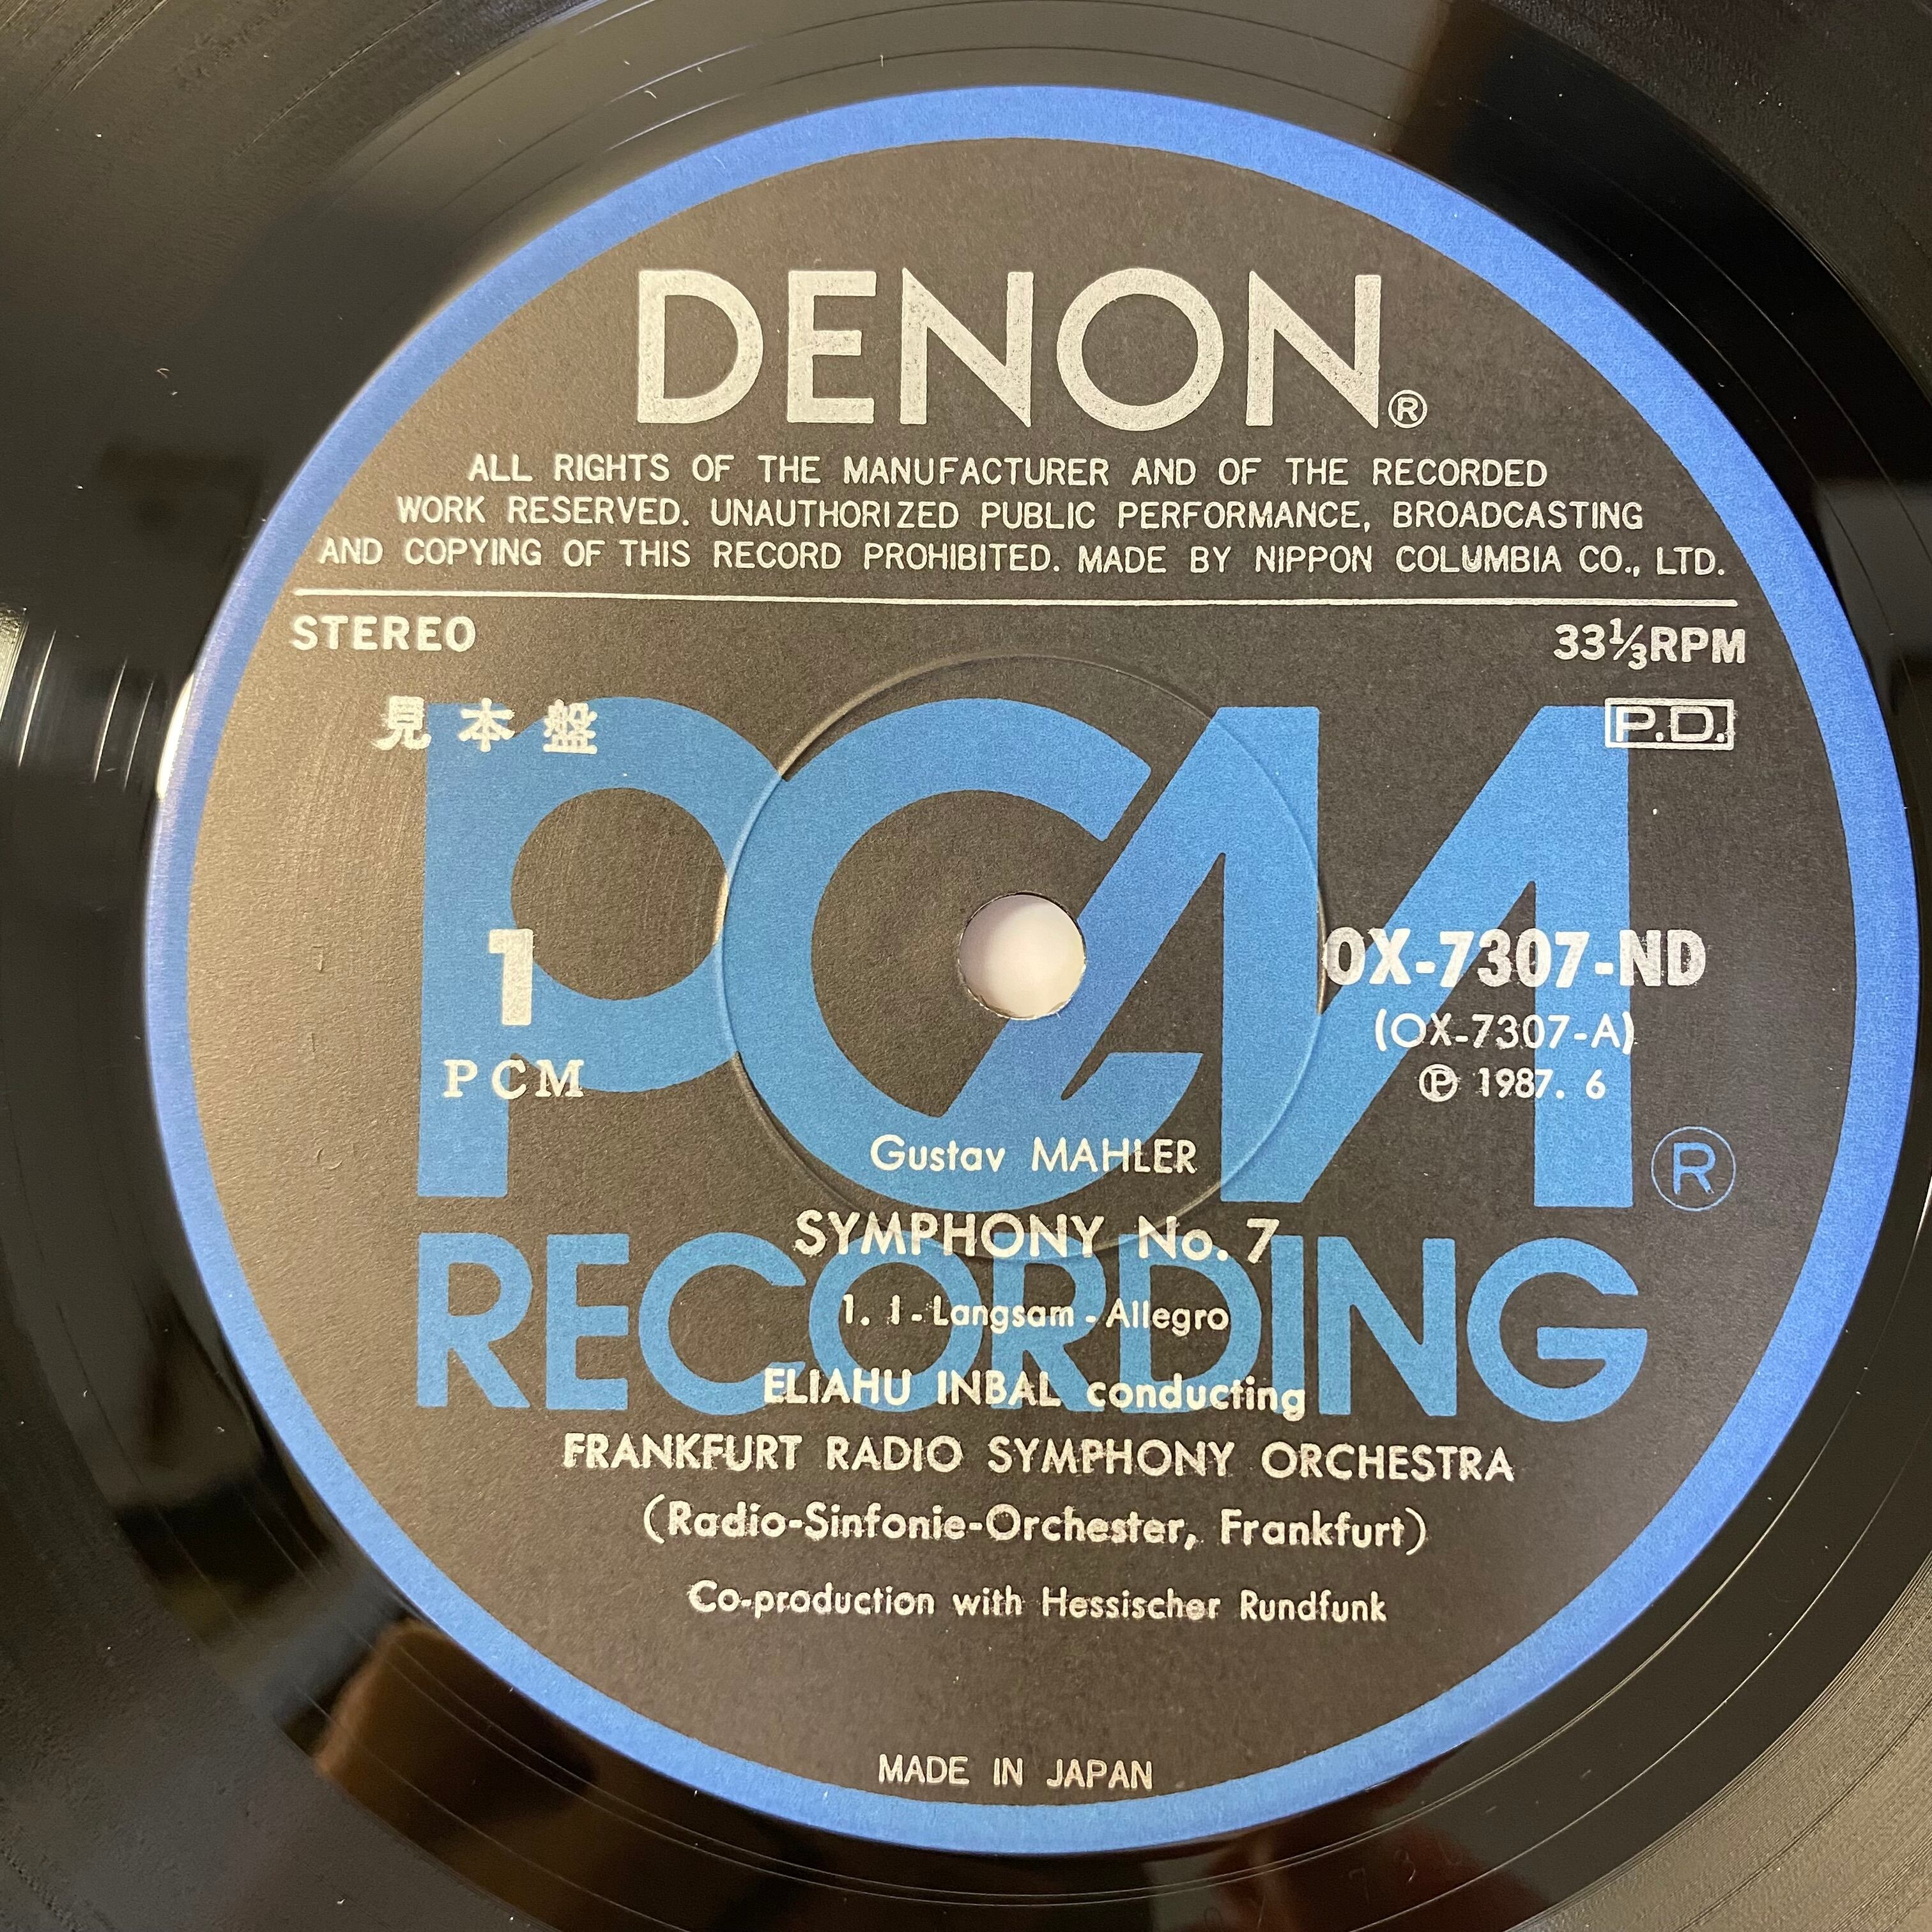 DENON®
ALL RIGHTS OF THE MANUFACTURER AND OF THE RECORDED
WORK RESERVED. UNAUTHORIZED PUBLIC PERFORMANCE, BROADCASTING
AND COPYING OF THIS RECORD PROHIBITED. MADE BY NIPPON COLUMBIA CO., LTD.
STEREO
33⅓RPM
見本盤
P.D.
PCM
1
OX-7307-ND
PCM
(OX-7307-A)
Ⓟ 1987. 6
®
Gustav MAHLER
SYMPHONY No. 7
RECORDING
1. I - Langsam - Allegro
ELIAHU INBAL conducting
FRANKFURT RADIO SYMPHONY ORCHESTRA
(Radio-Sinfonie-Orchester, Frankfurt)
Co-production with Hessischer Rundfunk
MADE IN JAPAN